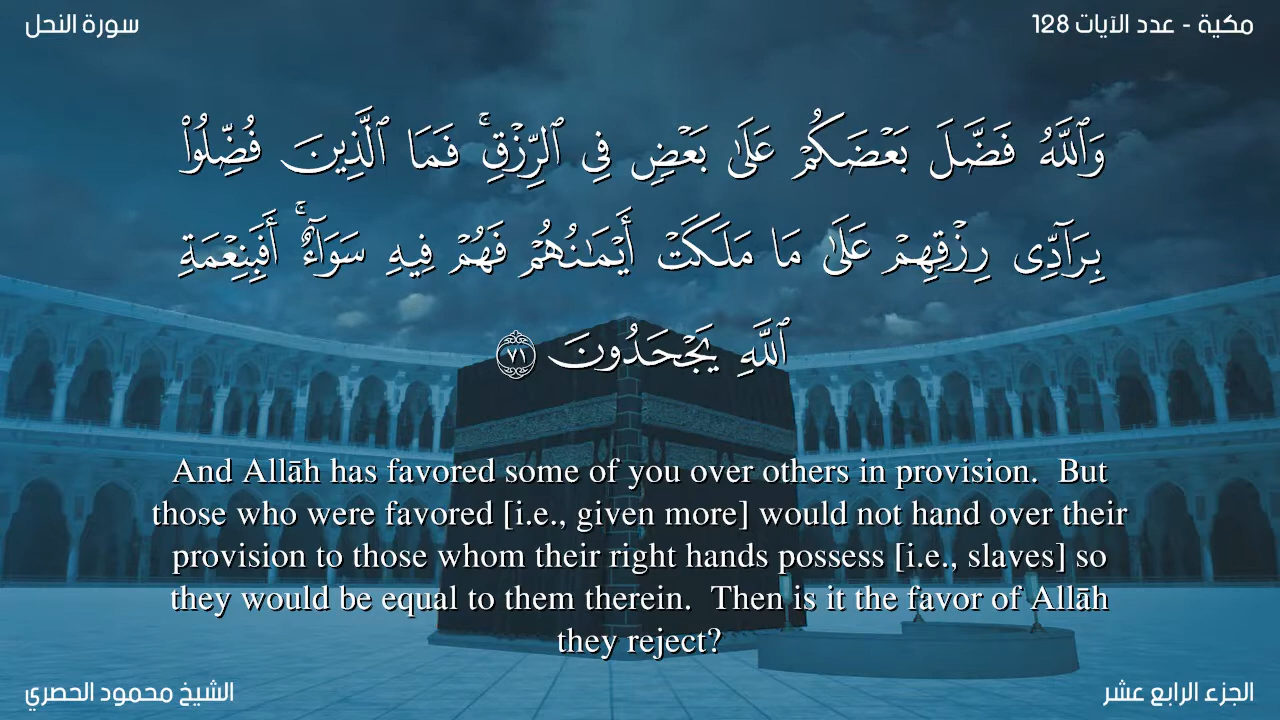 مكية - عدد الآيات 128
سورة النحل
وَٱللَّهُ فَضَّلَ بَعْضَكُمْ عَلَىٰ بَعْضٍ فِى ٱلرِّزْقِ ۚ فَمَا ٱلَّذِينَ فُضِّلُوا۟
بِرَآدِّى رِزْقِهِمْ عَلَىٰ مَا مَلَكَتْ أَيْمَـٰنُهُمْ فَهُمْ فِيهِ سَوَآءٌ ۚ أَفَبِنِعْمَةِ
ٱللَّهِ يَجْحَدُونَ ٧١
And Allāh has favored some of you over others in provision.  But
those who were favored [i.e., given more] would not hand over their
provision to those whom their right hands possess [i.e., slaves] so
they would be equal to them therein.  Then is it the favor of Allāh
they reject?
الجزء الرابع عشر
الشيخ محمود الحصري